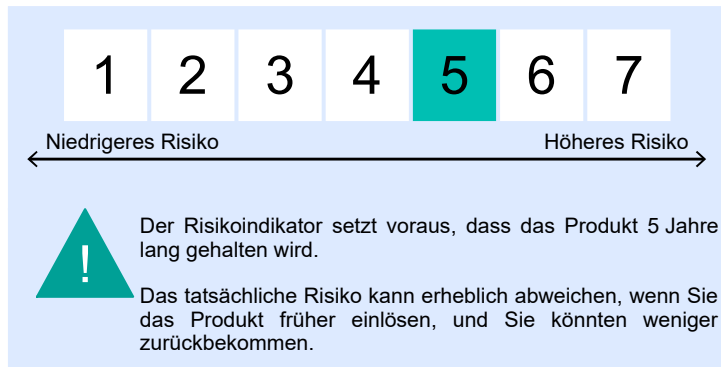 1 2 3 4 5 6 7
Niedrigeres Risiko Höheres Risiko
! Der Risikoindikator setzt voraus, dass das Produkt 5 Jahre
lang gehalten wird.
Das tatsächliche Risiko kann erheblich abweichen, wenn Sie
das Produkt früher einlösen, und Sie könnten weniger
zurückbekommen.